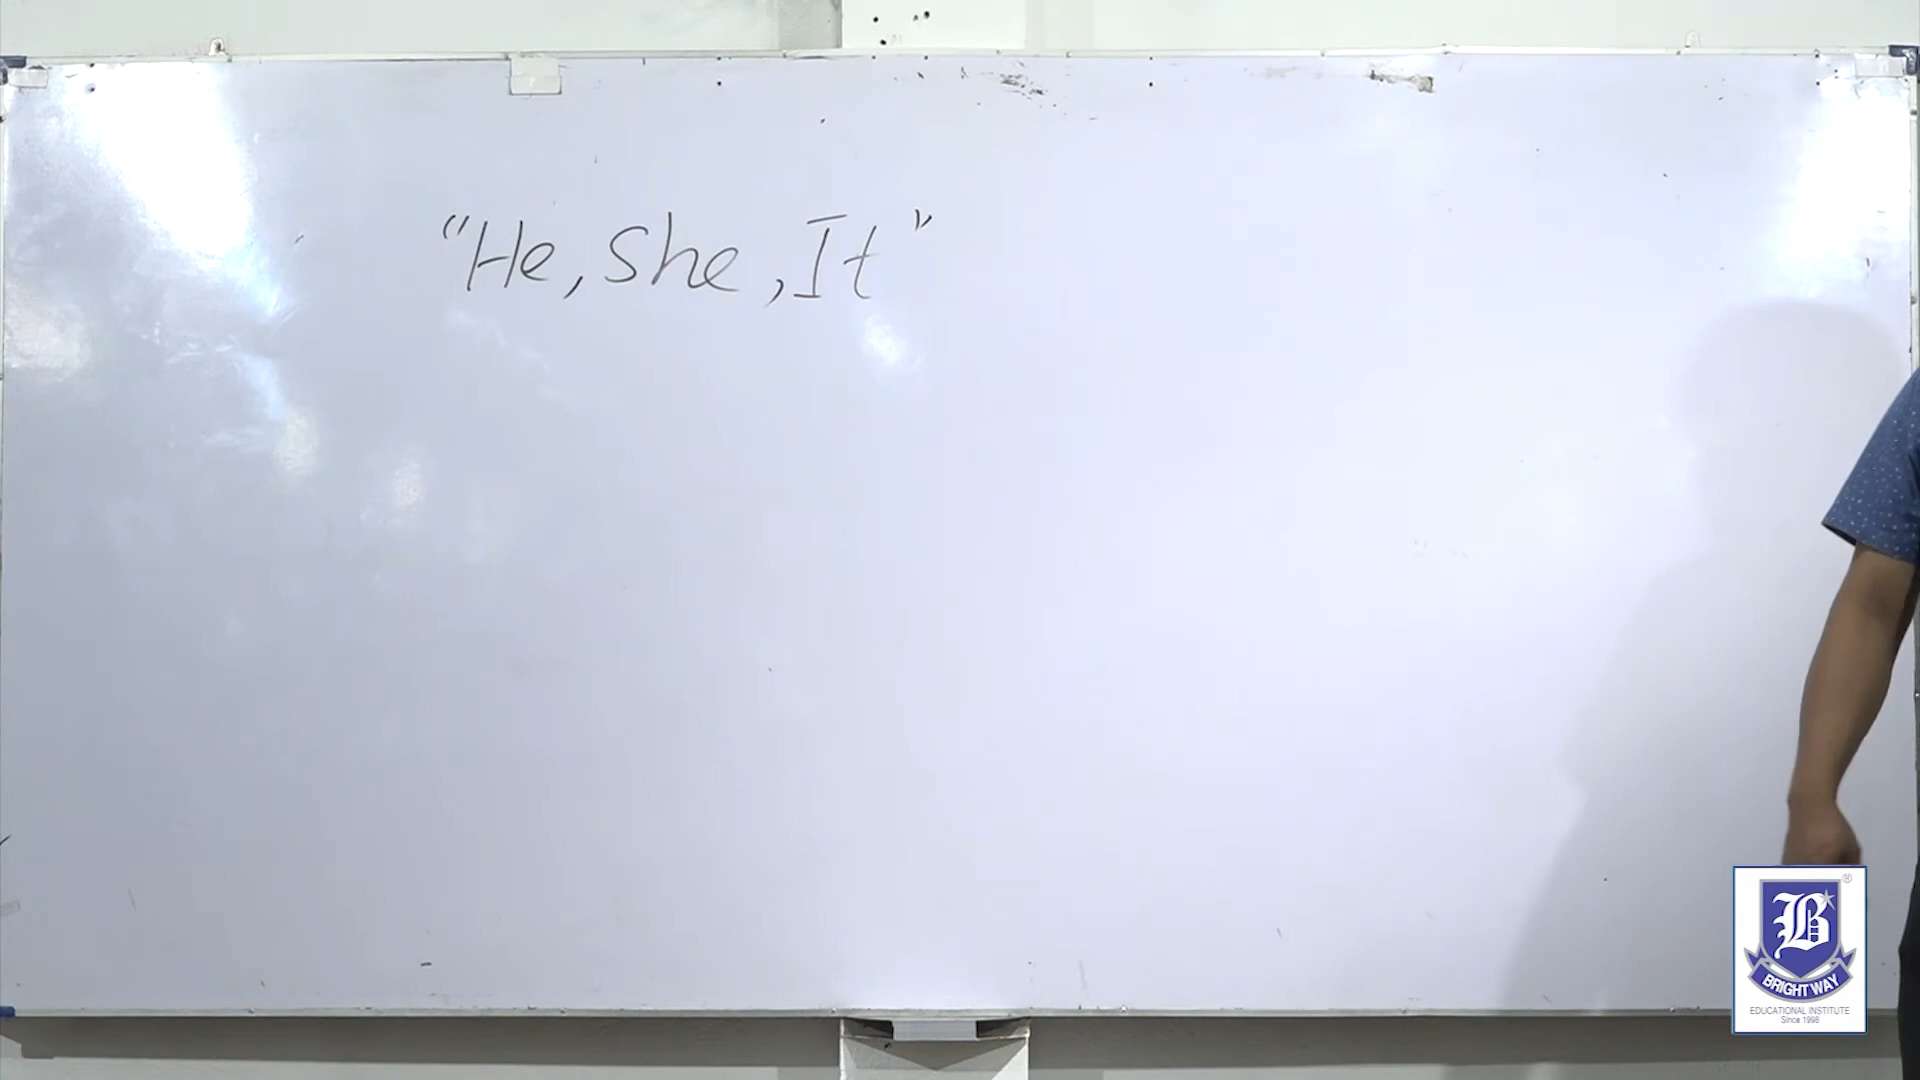 “He, She, It”
B
BRIGHT WAY
EDUCATIONAL INSTITUTE
Since 1998